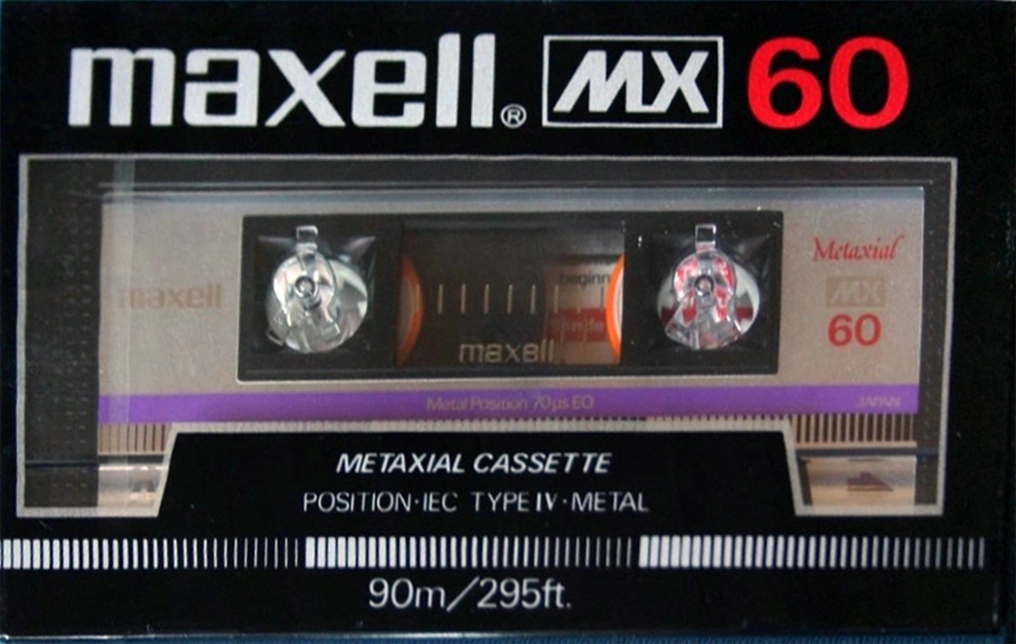 maxell® MX 60
Metaxial
maxell
MX
60
beginn
maxell
Metal Position 70μs EQ
JAPAN
METAXIAL CASSETTE
POSITION·IEC TYPE IV·METAL
90m/295ft.